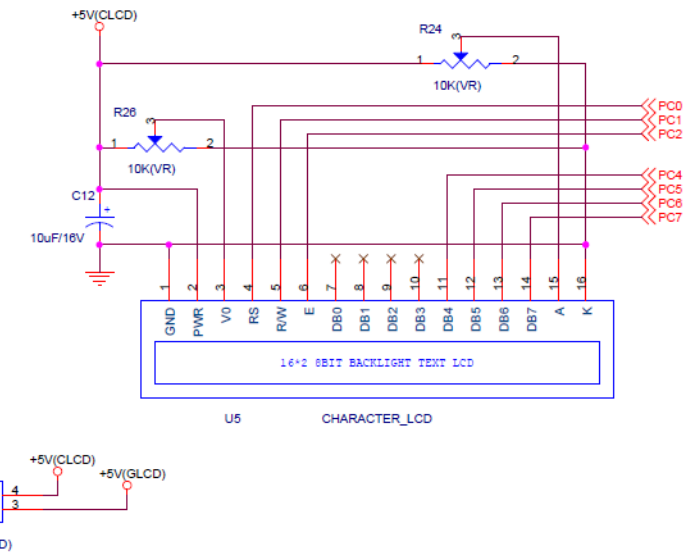 +5V(CLCD)
R24
3
1
2
10K(VR)
PC0
R26
3
PC1
PC2
1
2
10K(VR)
PC4
C12
PC5
+
PC6
10uF/16V
PC7
1
2
3
4
5
6
7
8
9
10
11
12
13
14
15
16
GND
PWR
V0
RS
R/W
E
DB0
DB1
DB2
DB3
DB4
DB5
DB6
DB7
A
K
16*2 8BIT BACKLIGHT TEXT LCD
U5
CHARACTER_LCD
+5V(CLCD)
+5V(GLCD)
4
3
D)